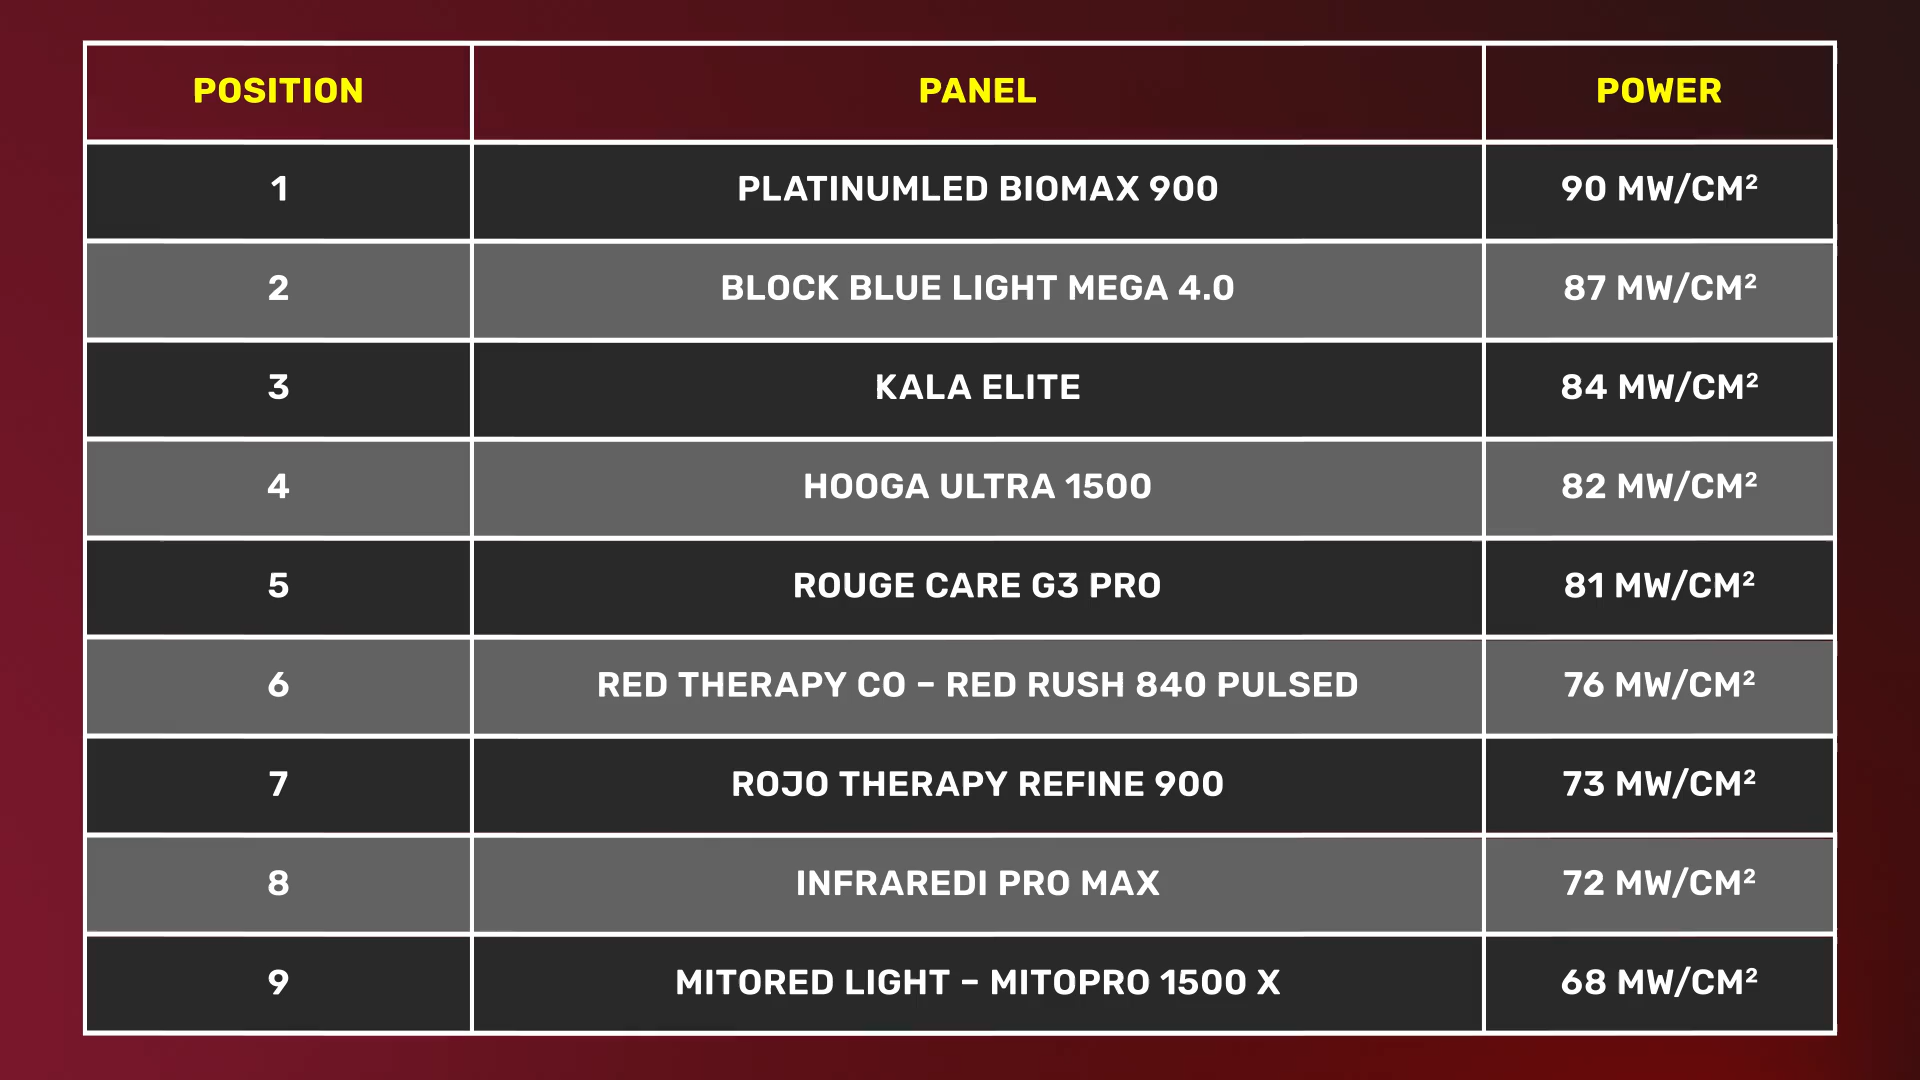 POSITION PANEL POWER
1 PLATINUMLED BIOMAX 900 90 MW/CM²
2 BLOCK BLUE LIGHT MEGA 4.0 87 MW/CM²
3 KALA ELITE 84 MW/CM²
4 HOOGA ULTRA 1500 82 MW/CM²
5 ROUGE CARE G3 PRO 81 MW/CM²
6 RED THERAPY CO – RED RUSH 840 PULSED 76 MW/CM²
7 ROJO THERAPY REFINE 900 73 MW/CM²
8 INFRAREDI PRO MAX 72 MW/CM²
9 MITORED LIGHT – MITOPRO 1500 X 68 MW/CM²